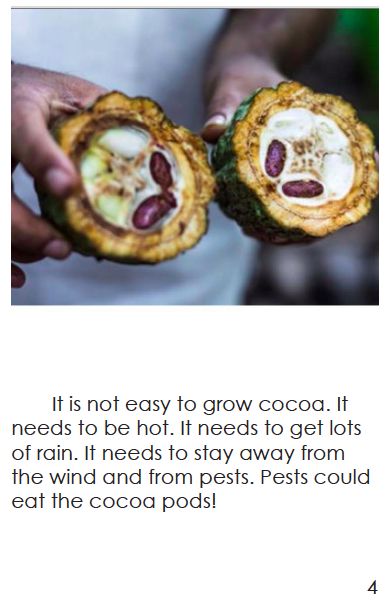 It is not easy to grow cocoa. It
needs to be hot. It needs to get lots
of rain. It needs to stay away from
the wind and from pests. Pests could
eat the cocoa pods!
4